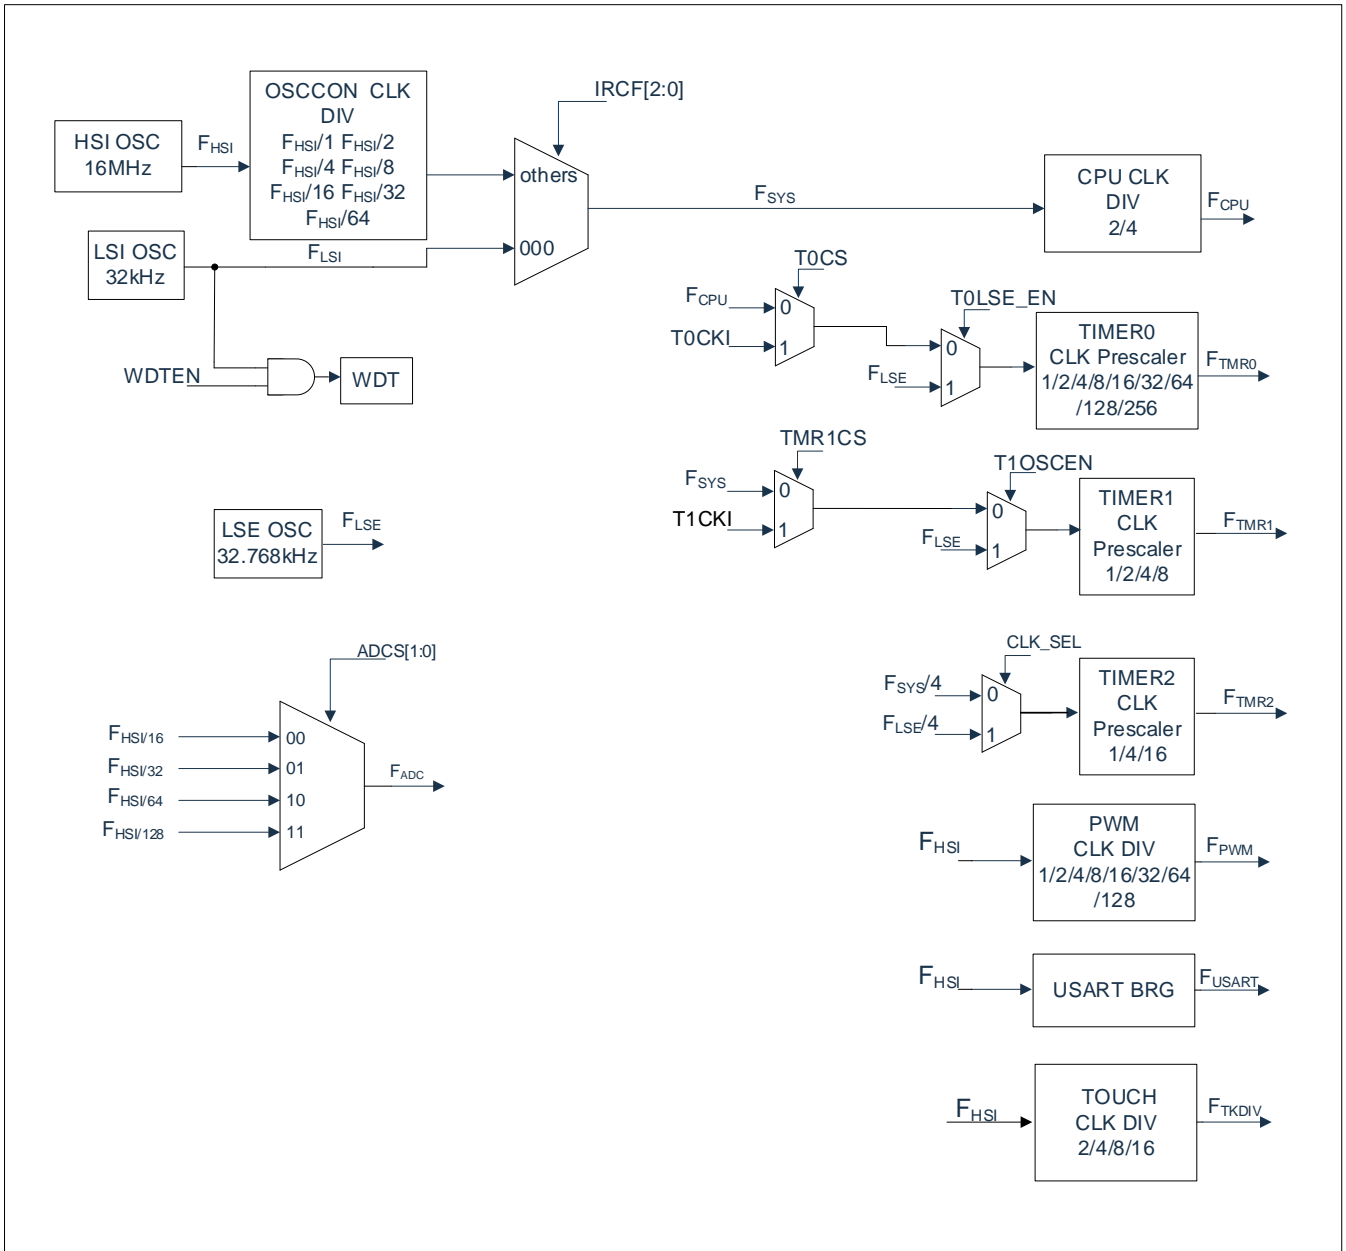 IRCF[2:0]
OSCCON CLK
DIV
FHSI/1 FHSI/2
FHSI/4 FHSI/8
FHSI/16 FHSI/32
FHSI/64
HSI OSC
16MHz
FHSI
others
000
FSYS
CPU CLK
DIV
2/4
FCPU
LSI OSC
32kHz
FLSI
WDTEN
WDT
T0CS
FCPU
0
T0CKI
1
T0LSE_EN
0
FLSE
1
TIMER0
CLK Prescaler
1/2/4/8/16/32/64
/128/256
FTMR0
TMR1CS
FSYS
0
T1CKI
1
T1OSCEN
0
FLSE
1
TIMER1
CLK
Prescaler
1/2/4/8
FTMR1
LSE OSC
32.768kHz
FLSE
ADCS[1:0]
FHSI/16
00
FHSI/32
01
FHSI/64
10
FHSI/128
11
FADC
CLK_SEL
FSYS/4
0
FLSE/4
1
TIMER2
CLK
Prescaler
1/4/16
FTMR2
FHSI
PWM
CLK DIV
1/2/4/8/16/32/64
/128
FPWM
FHSI
USART BRG
FUSART
FHSI
TOUCH
CLK DIV
2/4/8/16
FTKDIV